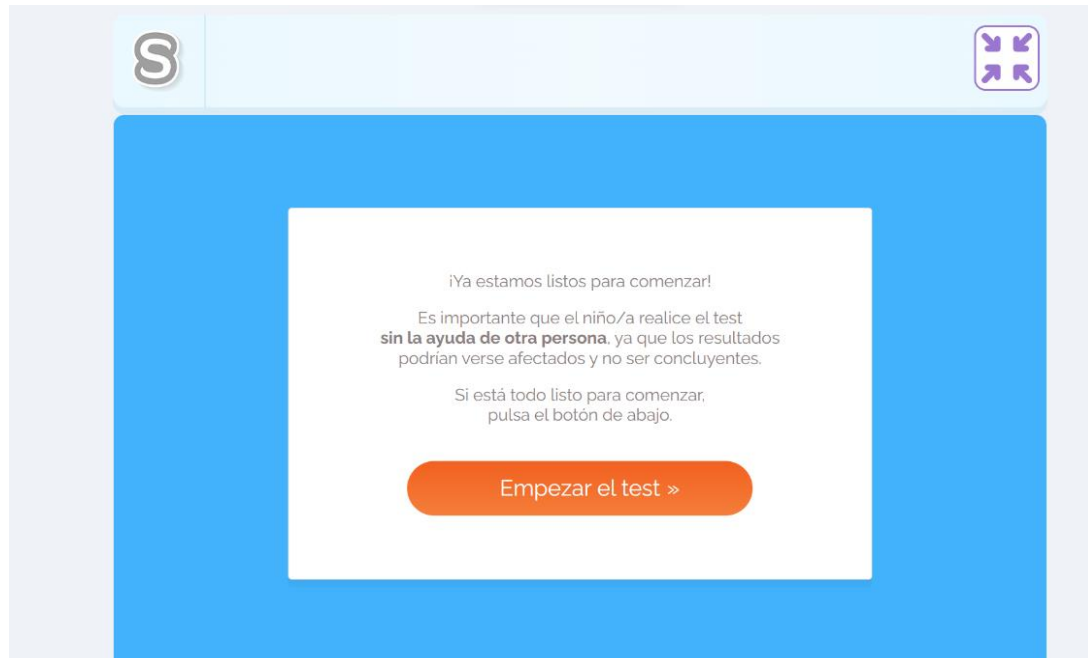 S
¡Ya estamos listos para comenzar!
Es importante que el niño/a realice el test
sin la ayuda de otra persona, ya que los resultados
podrían verse afectados y no ser concluyentes.
Si está todo listo para comenzar,
pulsa el botón de abajo.
Empezar el test »